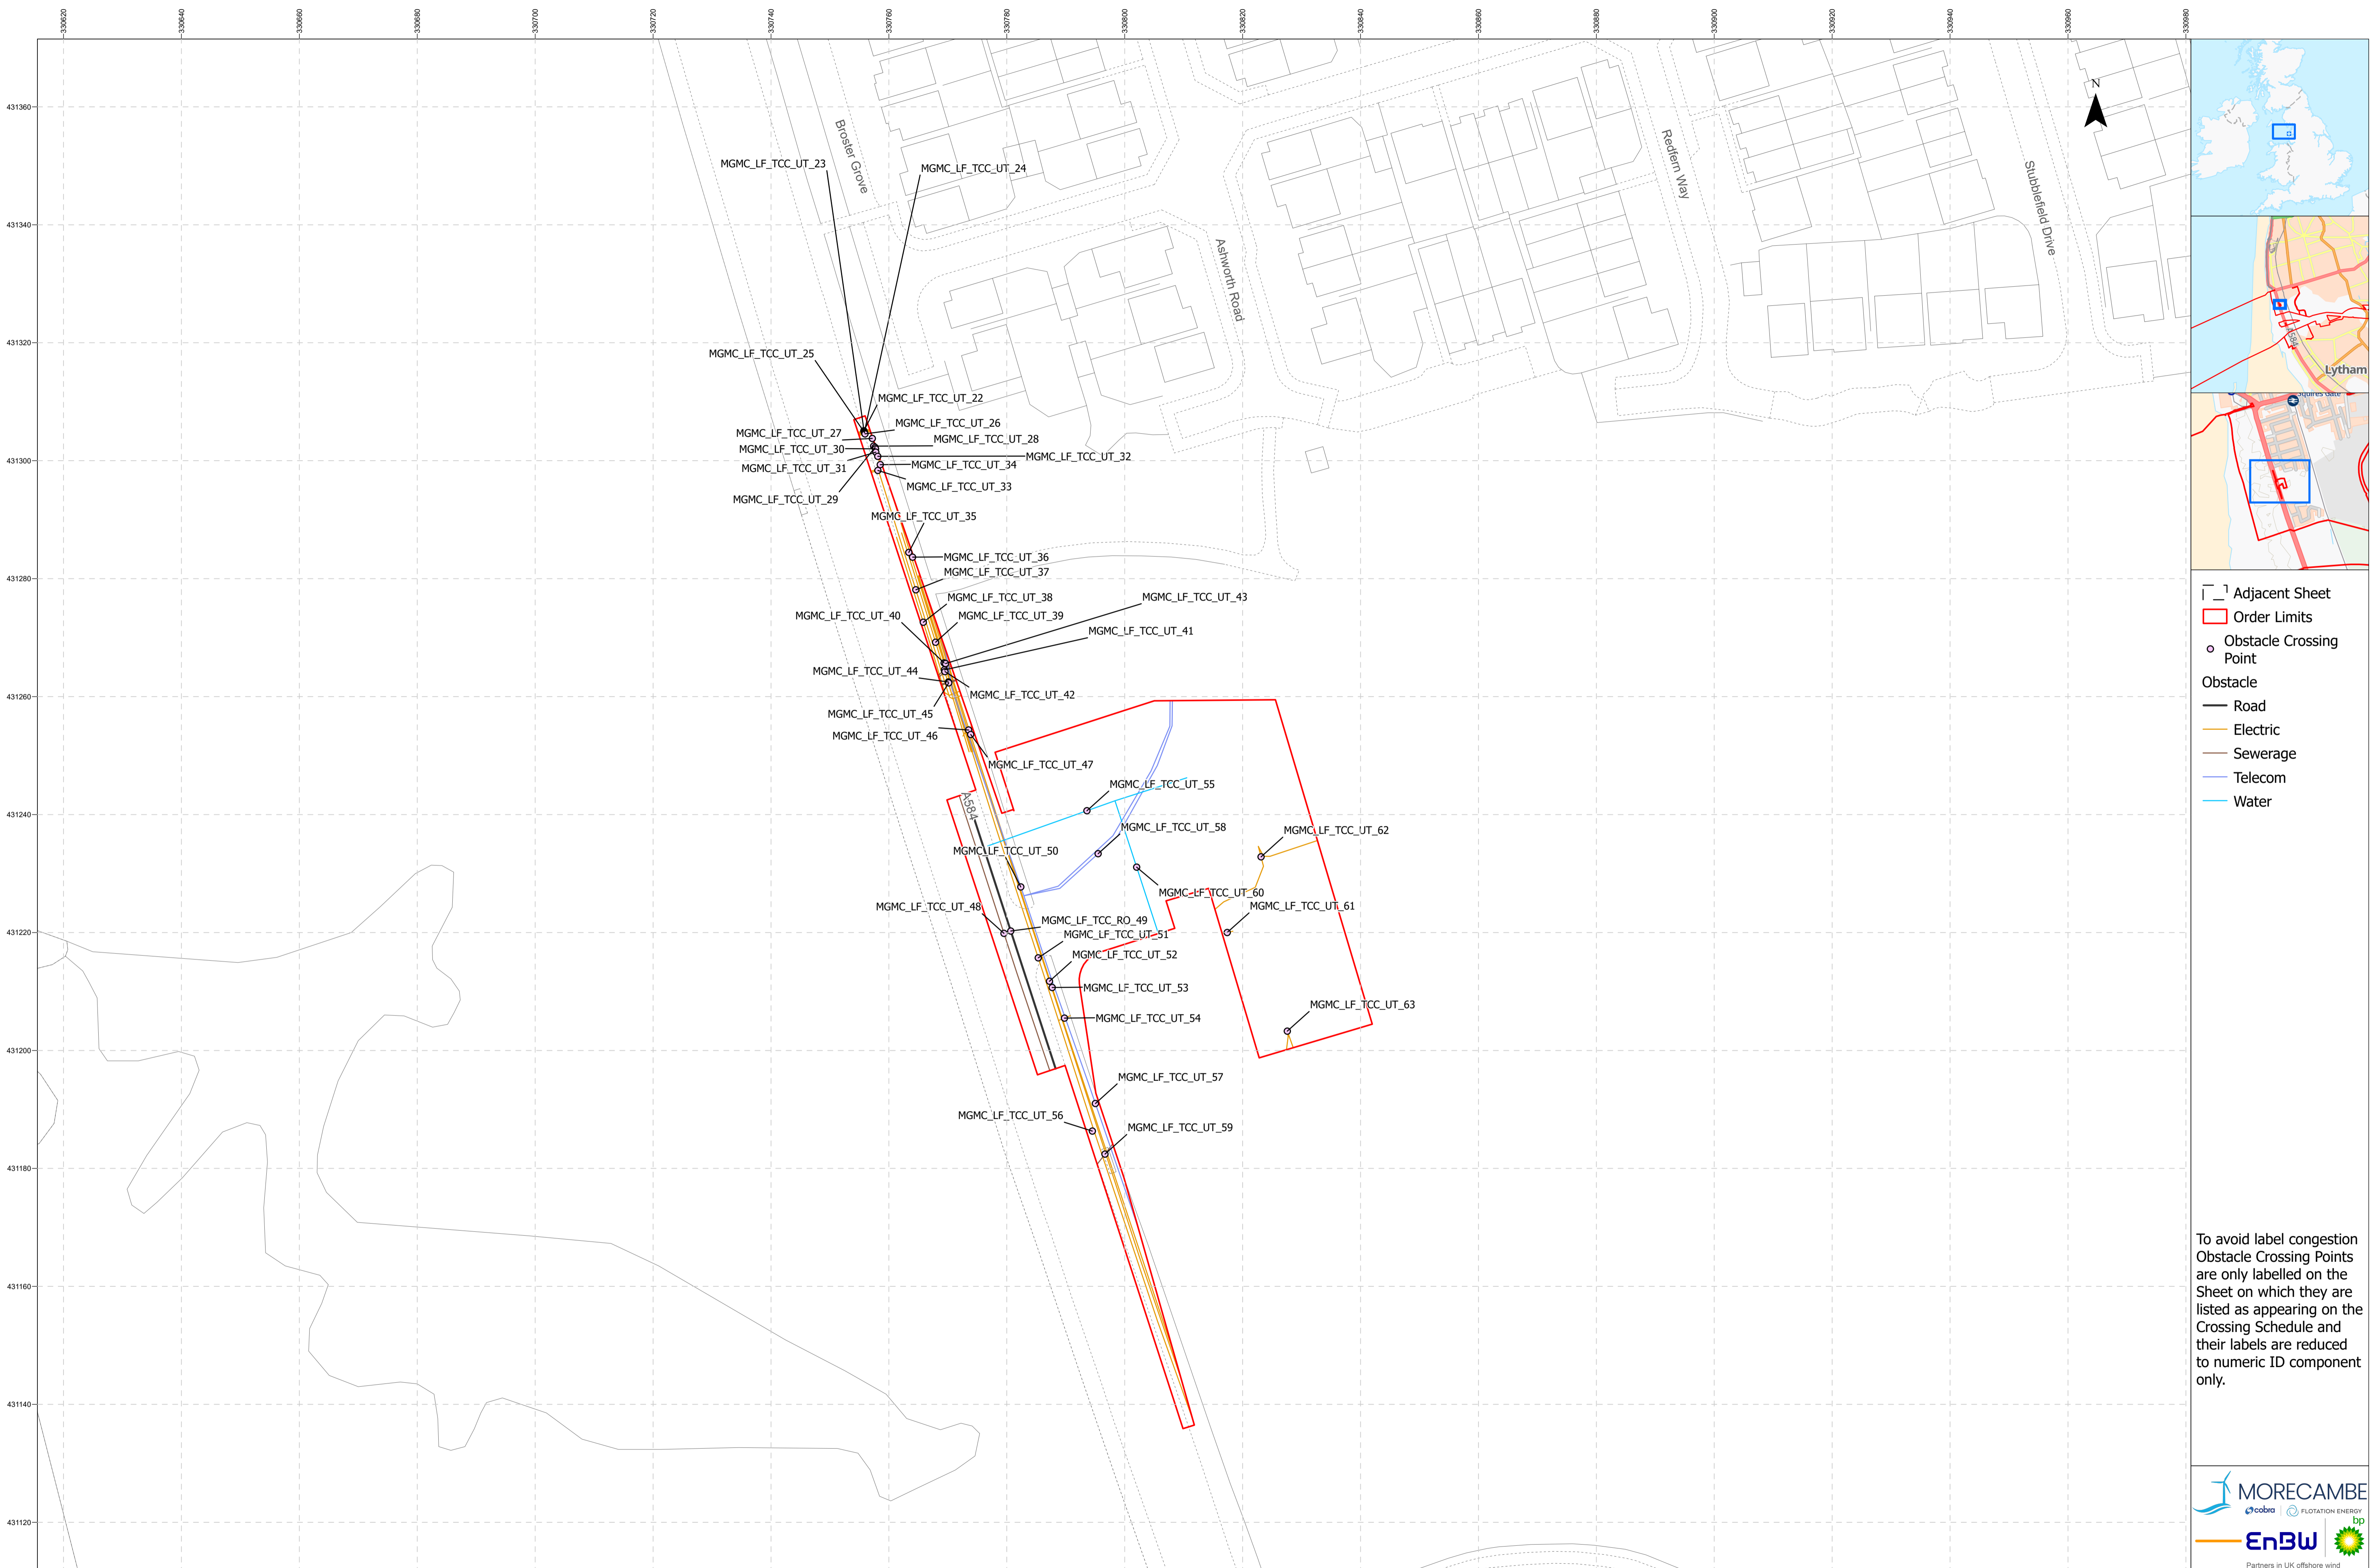 330620
330640
330660
330680
330700
330720
330740
330760
330780
330800
330820
330840
330860
330880
330900
330920
330940
330960
330980
431360
431340
431320
431300
431280
431260
431240
431220
431200
431180
431160
431140
431120
N
Broster Grove
Ashworth Road
Redfern Way
Stubblefield Drive
A584
MGMC_LF_TCC_UT_23
MGMC_LF_TCC_UT_24
MGMC_LF_TCC_UT_25
MGMC_LF_TCC_UT_22
MGMC_LF_TCC_UT_26
MGMC_LF_TCC_UT_27
MGMC_LF_TCC_UT_28
MGMC_LF_TCC_UT_30
MGMC_LF_TCC_UT_32
MGMC_LF_TCC_UT_31
MGMC_LF_TCC_UT_34
MGMC_LF_TCC_UT_33
MGMC_LF_TCC_UT_29
MGMC_LF_TCC_UT_35
MGMC_LF_TCC_UT_36
MGMC_LF_TCC_UT_37
MGMC_LF_TCC_UT_38
MGMC_LF_TCC_UT_43
MGMC_LF_TCC_UT_40
MGMC_LF_TCC_UT_39
MGMC_LF_TCC_UT_41
MGMC_LF_TCC_UT_44
MGMC_LF_TCC_UT_42
MGMC_LF_TCC_UT_45
MGMC_LF_TCC_UT_46
MGMC_LF_TCC_UT_47
MGMC_LF_TCC_UT_55
MGMC_LF_TCC_UT_58
MGMC_LF_TCC_UT_62
MGMC_LF_TCC_UT_50
MGMC_LF_TCC_UT_60
MGMC_LF_TCC_UT_48
MGMC_LF_TCC_UT_61
MGMC_LF_TCC_RO_49
MGMC_LF_TCC_UT_51
MGMC_LF_TCC_UT_52
MGMC_LF_TCC_UT_53
MGMC_LF_TCC_UT_63
MGMC_LF_TCC_UT_54
MGMC_LF_TCC_UT_57
MGMC_LF_TCC_UT_56
MGMC_LF_TCC_UT_59
A584
Lytham
Squires Gate
Adjacent Sheet
Order Limits
Obstacle Crossing
Point
Obstacle
Road
Electric
Sewerage
Telecom
Water
To avoid label congestion
Obstacle Crossing Points
are only labelled on the
Sheet on which they are
listed as appearing on the
Crossing Schedule and
their labels are reduced
to numeric ID component
only.
MORECAMBE
cobra
FLOTATION ENERGY
EnBW
bp
Partners in UK offshore wind